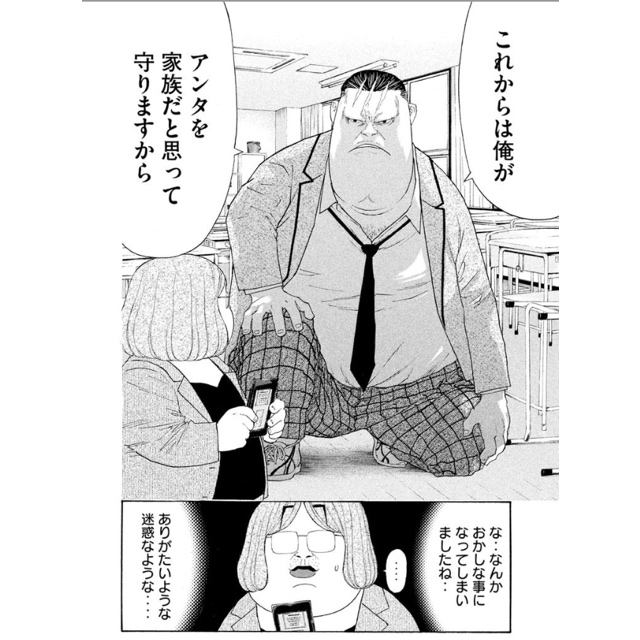 これからは俺が
アンタを
家族だと思って
守りますから
な‥なんか
おかしな事に
なってしまい
ましたね‥
‥‥
ありがたいような
迷惑なような‥‥